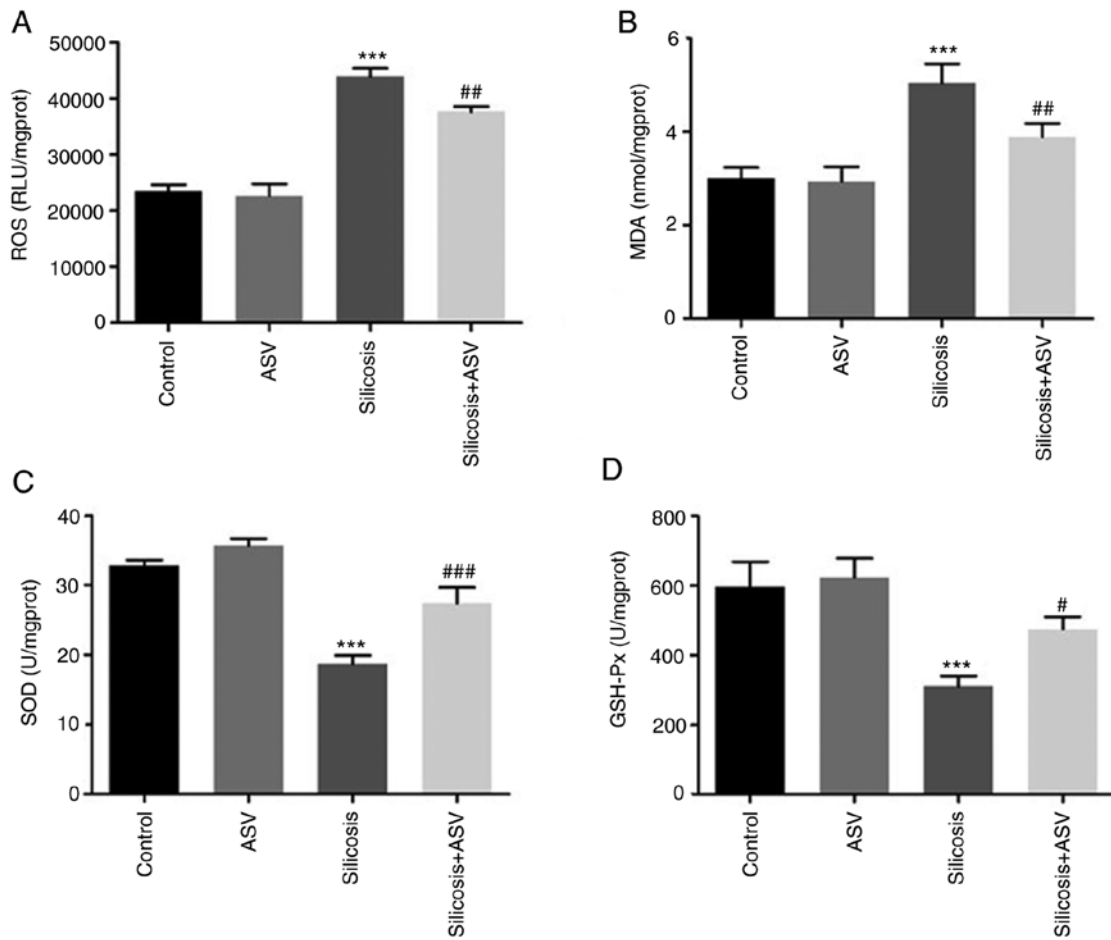 A
ROS (RLU/mgprot)
50000
40000
30000
20000
10000
0
***
##
Control
ASV
Silicosis
Silicosis+ASV
B
MDA (nmol/mgprot)
6
4
2
0
***
##
Control
ASV
Silicosis
Silicosis+ASV
C
SOD (U/mgprot)
40
30
20
10
0
***
###
Control
ASV
Silicosis
Silicosis+ASV
D
GSH-Px (U/mgprot)
800
600
400
200
0
***
#
Control
ASV
Silicosis
Silicosis+ASV